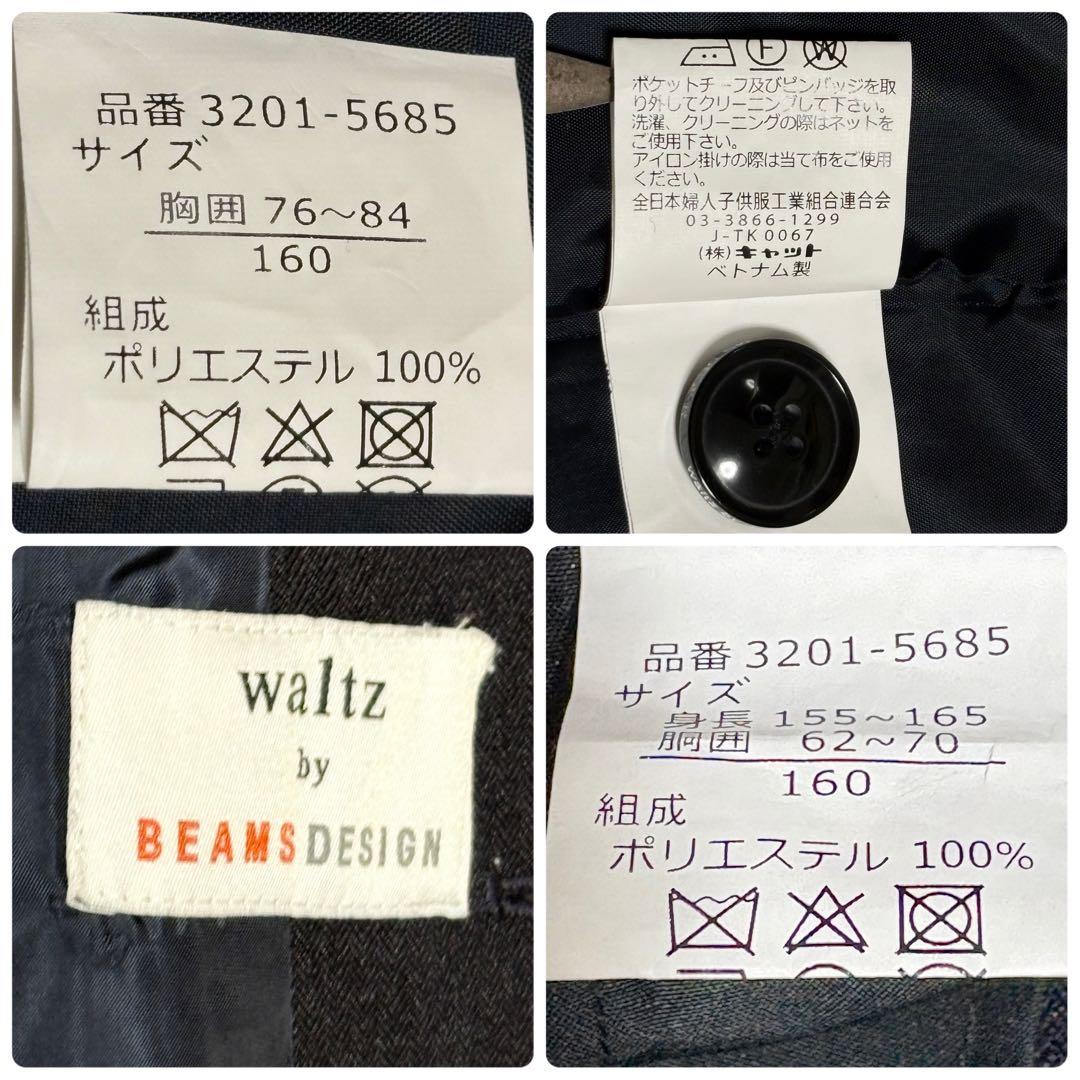 品番 3201-5685
サイズ
胸囲 76～84
160
組成
ポリエステル 100%
ポケットチーフ及びピンバッジを取
り外してクリーニングして下さい。
洗濯、クリーニングの際はネットを
ご使用下さい。
アイロン掛けの際は当て布をご使用
ください。
全日本婦人子供服工業組合連合会
03-3866-1299
J-TK0067
(株)キャット
ベトナム製
waltz
by
BEAMSDESIGN
品番 3201-5685
サイズ
身長 155～165
胸囲 62～70
160
組成
ポリエステル 100%